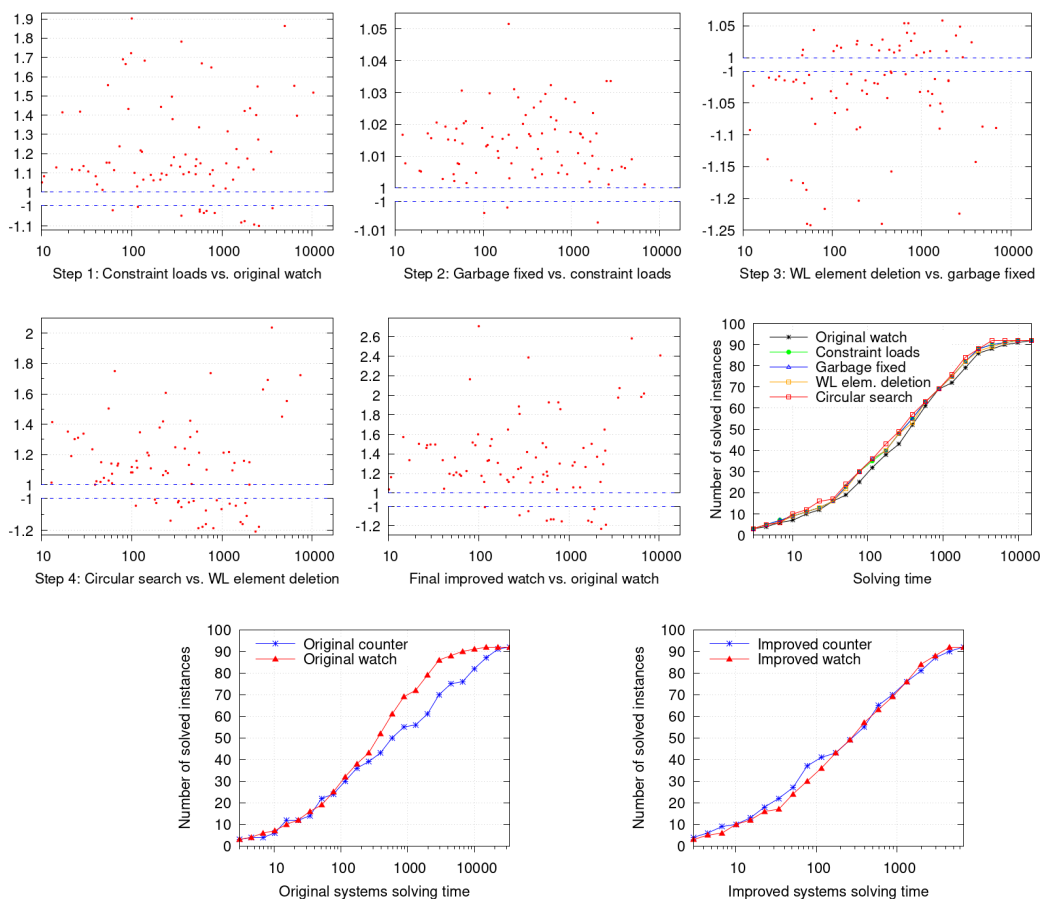 1.9
1.8
1.7
1.6
1.5
1.4
1.3
1.2
1.1
1
-1
-1.1
10 100 1000 10000
Step 1: Constraint loads vs. original watch
1.05
1.04
1.03
1.02
1.01
1
-1
-1.01
10 100 1000 10000
Step 2: Garbage fixed vs. constraint loads
1.05
1
-1
-1.05
-1.1
-1.15
-1.2
-1.25
10 100 1000 10000
Step 3: WL element deletion vs. garbage fixed
2
1.8
1.6
1.4
1.2
1
-1
-1.2
10 100 1000 10000
Step 4: Circular search vs. WL element deletion
2.6
2.4
2.2
2
1.8
1.6
1.4
1.2
1
-1
-1.2
10 100 1000 10000
Final improved watch vs. original watch
Number of solved instances
100
90
80
70
60
50
40
30
20
10
0
Original watch
Constraint loads
Garbage fixed
WL elem. deletion
Circular search
10 100 1000 10000
Solving time
Number of solved instances
100
90
80
70
60
50
40
30
20
10
0
Original counter
Original watch
10 100 1000 10000
Original systems solving time
Number of solved instances
100
90
80
70
60
50
40
30
20
10
0
Improved counter
Improved watch
10 100 1000
Improved systems solving time